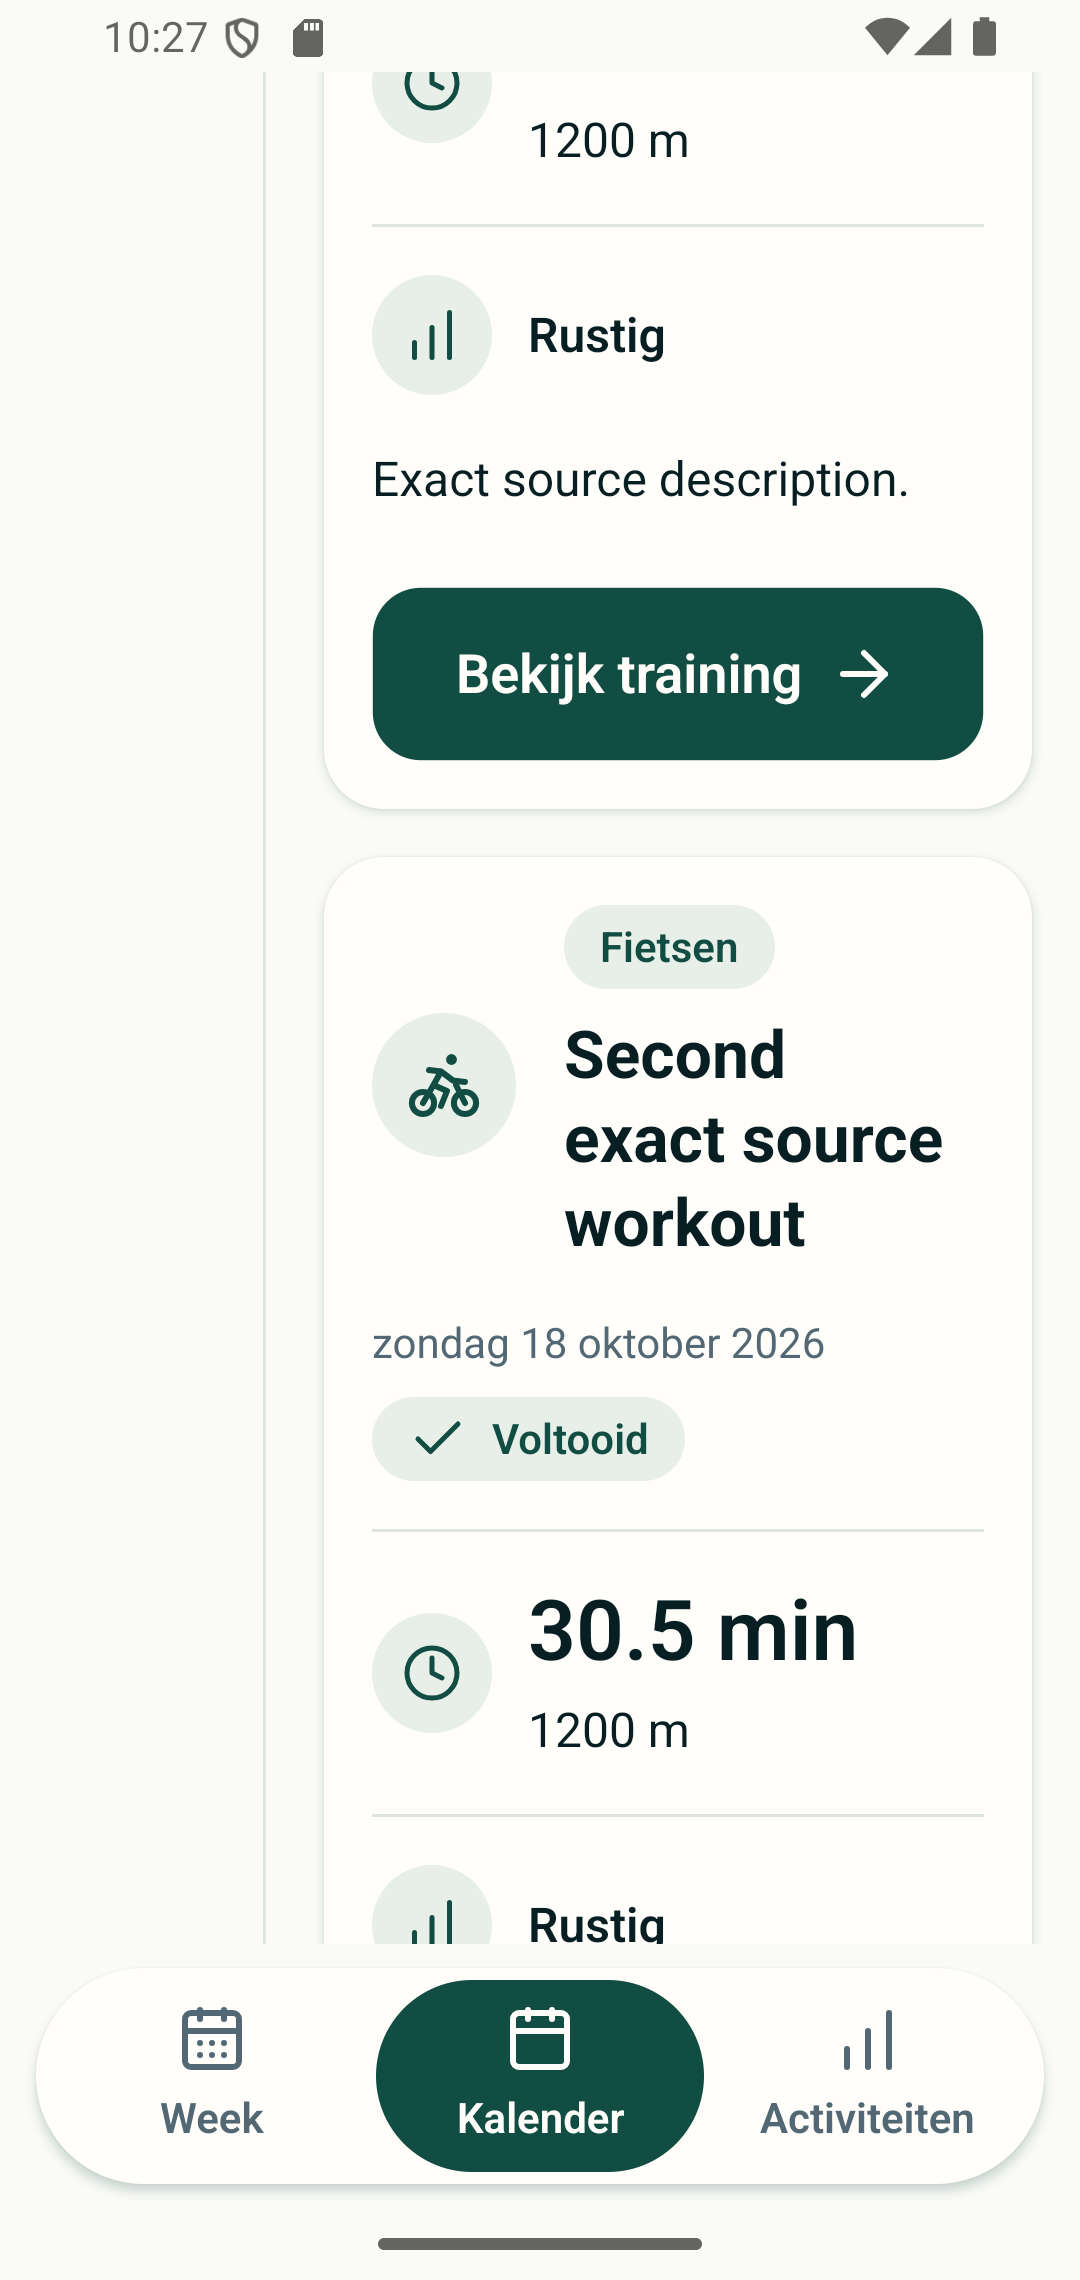 10:27
1200 m
Rustig
Exact source description.
Bekijk training
Fietsen
Second
exact source
workout
zondag 18 oktober 2026
Voltooid
30.5 min
1200 m
Rustig
Week
Kalender
Activiteiten